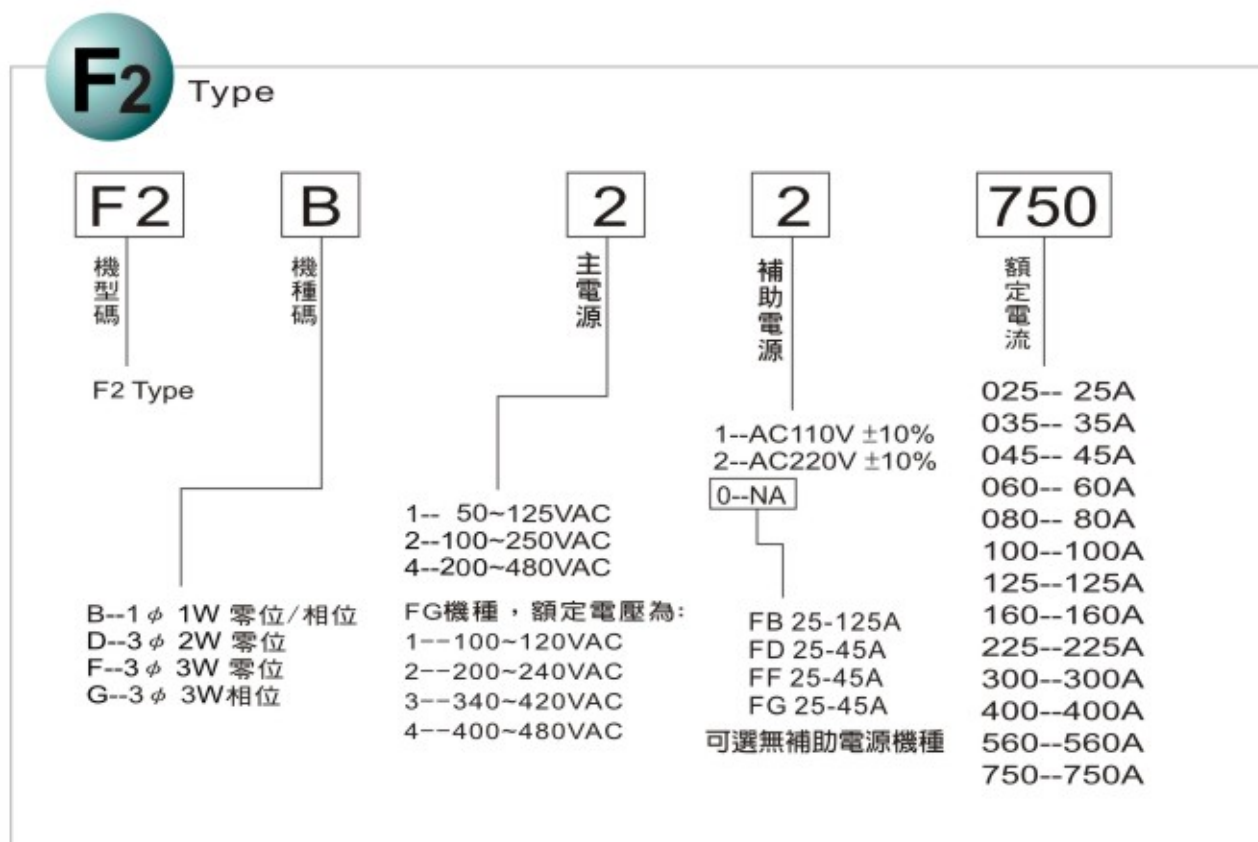 F2 Type
F2 B 2 2 750
機型碼
機種碼
主電源
補助電源
額定電流
F2 Type
B--1φ 1W 零位/相位
D--3φ 2W 零位
F--3φ 3W 零位
G--3φ 3W相位
1-- 50~125VAC
2--100~250VAC
4--200~480VAC
FG機種，額定電壓為:
1--100~120VAC
2--200~240VAC
3--340~420VAC
4--400~480VAC
1--AC110V ±10%
2--AC220V ±10%
0--NA
FB 25-125A
FD 25-45A
FF 25-45A
FG 25-45A
可選無補助電源機種
025-- 25A
035-- 35A
045-- 45A
060-- 60A
080-- 80A
100--100A
125--125A
160--160A
225--225A
300--300A
400--400A
560--560A
750--750A